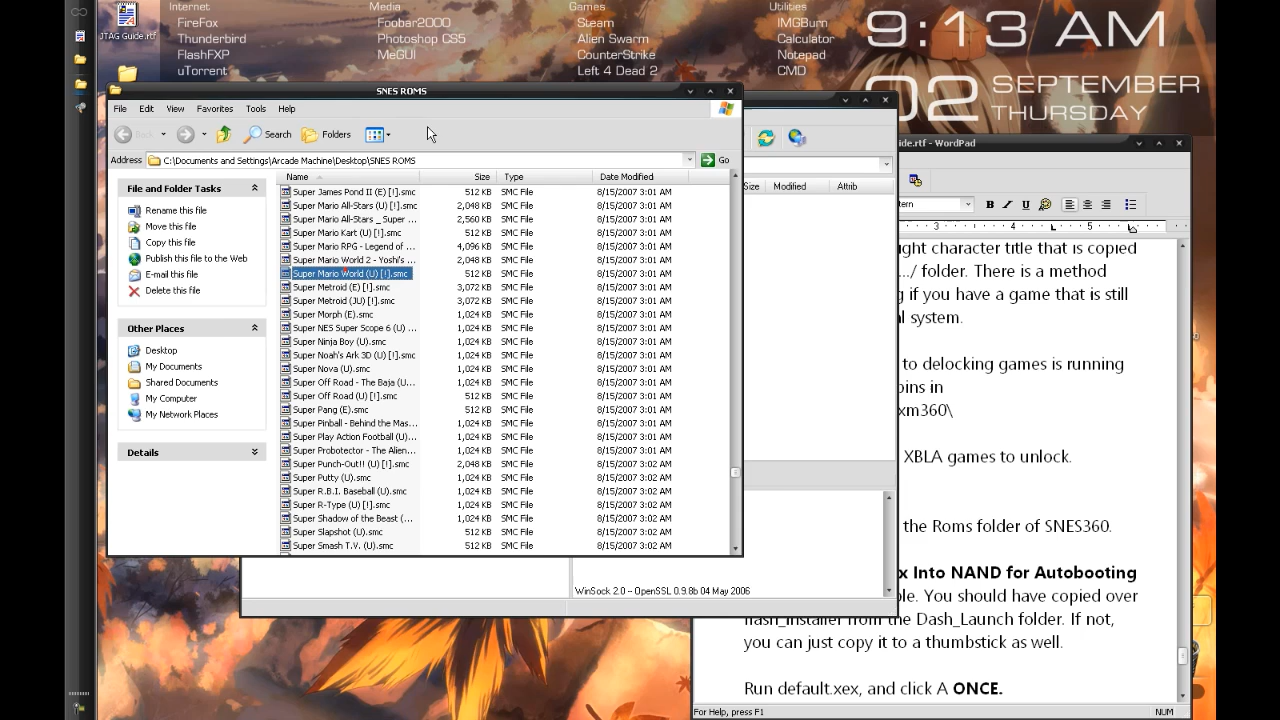 Internet
FireFox
Thunderbird
FlashFXP
uTorrent
Media
Foobar2000
Photoshop CS5
MeGUI
Games
Steam
Alien Swarm
CounterStrike
Left 4 Dead 2
Utilities
IMGBurn
Calculator
Notepad
CMD
9:13 AM
02 SEPTEMBER
THURSDAY
JTAG Guide.rtf
SNES ROMS
File Edit View Favorites Tools Help
Back Search Folders
Address C:\Documents and Settings\Arcade Machine\Desktop\SNES ROMS Go
File and Folder Tasks
Rename this file
Move this file
Copy this file
Publish this file to the Web
E-mail this file
Delete this file
Other Places
Desktop
My Documents
Shared Documents
My Computer
My Network Places
Details
Name Size Type Date Modified
Super James Pond II (E) [!].smc 512 KB SMC File 8/15/2007 3:01 AM
Super Mario All-Stars (U) [!].smc 2,048 KB SMC File 8/15/2007 3:01 AM
Super Mario All-Stars _ Super ... 2,560 KB SMC File 8/15/2007 3:01 AM
Super Mario Kart (U) [!].smc 512 KB SMC File 8/15/2007 3:01 AM
Super Mario RPG - Legend of ... 4,096 KB SMC File 8/15/2007 3:01 AM
Super Mario World 2 - Yoshi's ... 2,048 KB SMC File 8/15/2007 3:01 AM
Super Mario World (U) [!].smc 512 KB SMC File 8/15/2007 3:01 AM
Super Metroid (E) [!].smc 3,072 KB SMC File 8/15/2007 3:01 AM
Super Metroid (JU) [!].smc 3,072 KB SMC File 8/15/2007 3:01 AM
Super Morph (E).smc 1,024 KB SMC File 8/15/2007 3:01 AM
Super NES Super Scope 6 (U) ... 1,024 KB SMC File 8/15/2007 3:01 AM
Super Ninja Boy (U).smc 1,024 KB SMC File 8/15/2007 3:01 AM
Super Noah's Ark 3D (U) [!].smc 1,024 KB SMC File 8/15/2007 3:01 AM
Super Nova (U).smc 1,024 KB SMC File 8/15/2007 3:01 AM
Super Off Road - The Baja (U... 1,024 KB SMC File 8/15/2007 3:01 AM
Super Off Road (U) [!].smc 512 KB SMC File 8/15/2007 3:01 AM
Super Pang (E).smc 512 KB SMC File 8/15/2007 3:01 AM
Super Pinball - Behind the Mas... 1,024 KB SMC File 8/15/2007 3:01 AM
Super Play Action Football (U)... 1,024 KB SMC File 8/15/2007 3:01 AM
Super Probotector - The Alien... 1,024 KB SMC File 8/15/2007 3:01 AM
Super Punch-Out!! (U) [!].smc 2,048 KB SMC File 8/15/2007 3:02 AM
Super Putty (U).smc 1,024 KB SMC File 8/15/2007 3:02 AM
Super R.B.I. Baseball (U).smc 1,024 KB SMC File 8/15/2007 3:02 AM
Super R-Type (U) [!].smc 1,024 KB SMC File 8/15/2007 3:02 AM
Super Shadow of the Beast (... 1,024 KB SMC File 8/15/2007 3:02 AM
Super Slapshot (U).smc 512 KB SMC File 8/15/2007 3:02 AM
Super Smash T.V. (U).smc 512 KB SMC File 8/15/2007 3:02 AM
Size Modified Attrib
WinSock 2.0 -- OpenSSL 0.9.8b 04 May 2006
ide.rtf - WordPad
tern B I U
3 4 5
ght character title that is copied
.../ folder. There is a method
g if you have a game that is still
al system.
to delocking games is running
oins in
xm360\
XBLA games to unlock.
the Roms folder of SNES360.
x Into NAND for Autobooting
ble. You should have copied over
flash_installer from the Dash_Launch folder. If not,
you can just copy it to a thumbstick as well.
Run default.xex, and click A ONCE.
For Help, press F1 NUM